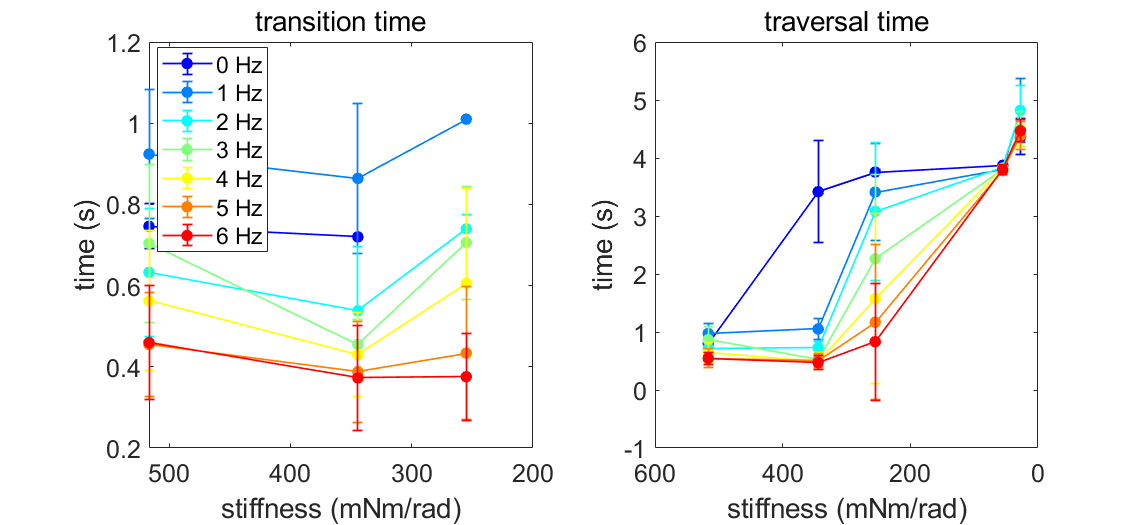 transition time
1.2
1
0.8
0.6
0.4
0.2
time (s)
0 Hz
1 Hz
2 Hz
3 Hz
4 Hz
5 Hz
6 Hz
500
400
300
200
stiffness (mNm/rad)
traversal time
6
5
4
3
2
1
0
-1
time (s)
600
400
200
0
stiffness (mNm/rad)